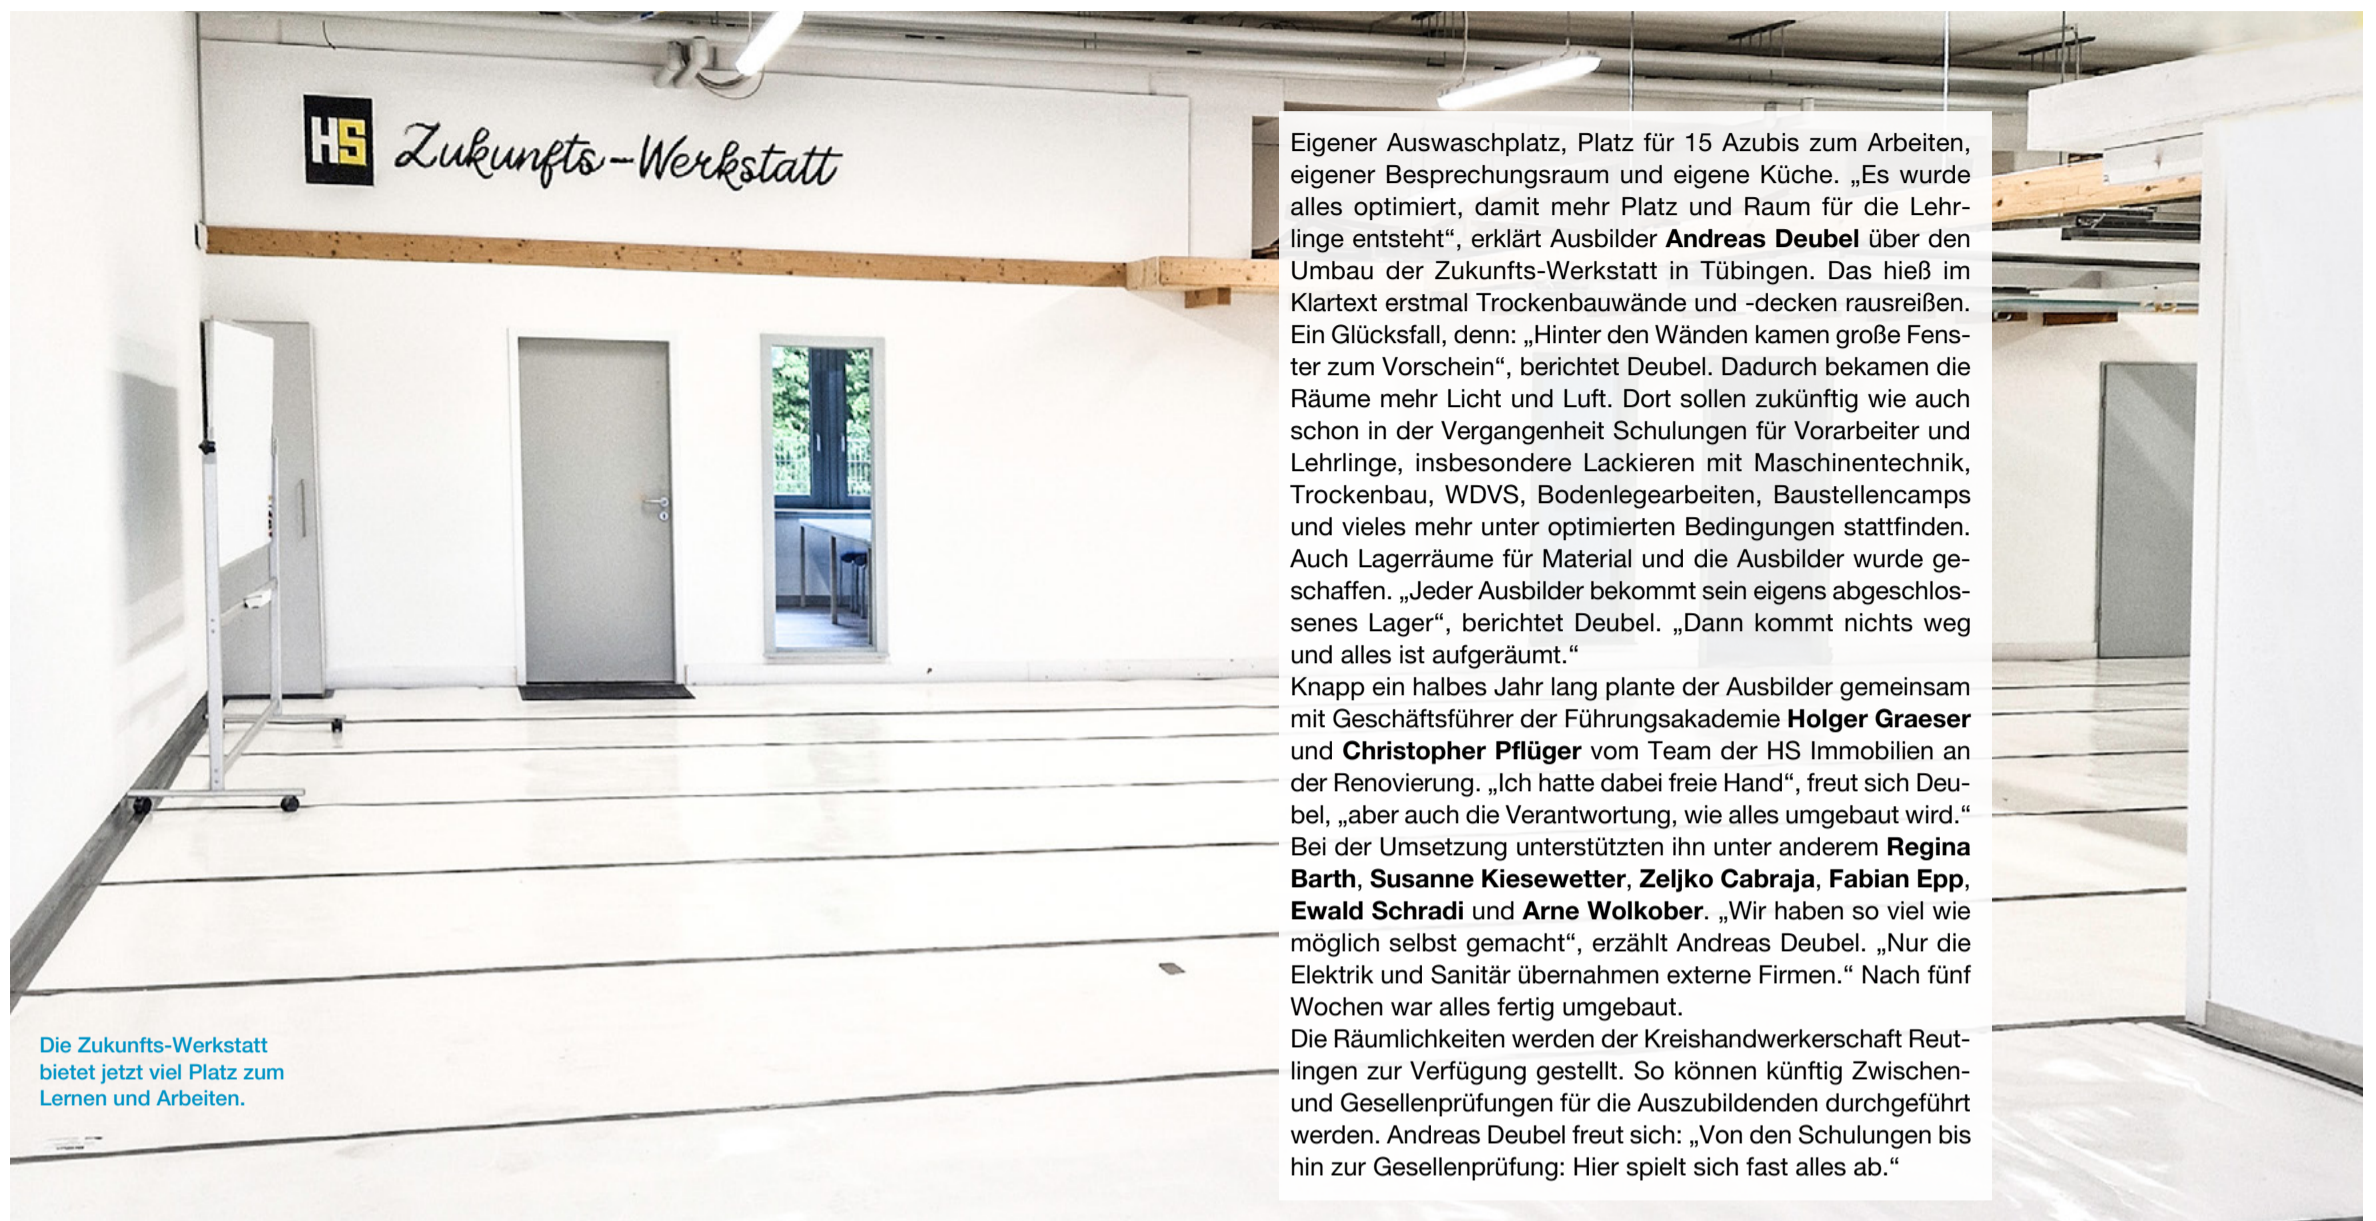 HS Zukunfts-Werkstatt
Eigener Auswaschplatz, Platz für 15 Azubis zum Arbeiten,
eigener Besprechungsraum und eigene Küche. „Es wurde
alles optimiert, damit mehr Platz und Raum für die Lehr-
linge entsteht“, erklärt Ausbilder Andreas Deubel über den
Umbau der Zukunfts-Werkstatt in Tübingen. Das hieß im
Klartext erstmal Trockenbauwände und -decken rausreißen.
Ein Glücksfall, denn: „Hinter den Wänden kamen große Fens-
ter zum Vorschein“, berichtet Deubel. Dadurch bekamen die
Räume mehr Licht und Luft. Dort sollen zukünftig wie auch
schon in der Vergangenheit Schulungen für Vorarbeiter und
Lehrlinge, insbesondere Lackieren mit Maschinentechnik,
Trockenbau, WDVS, Bodenlegearbeiten, Baustellencamps
und vieles mehr unter optimierten Bedingungen stattfinden.
Auch Lagerräume für Material und die Ausbilder wurde ge-
schaffen. „Jeder Ausbilder bekommt sein eigens abgeschlos-
senes Lager“, berichtet Deubel. „Dann kommt nichts weg
und alles ist aufgeräumt.“
Knapp ein halbes Jahr lang plante der Ausbilder gemeinsam
mit Geschäftsführer der Führungsakademie Holger Graeser
und Christopher Pflüger vom Team der HS Immobilien an
der Renovierung. „Ich hatte dabei freie Hand“, freut sich Deu-
bel, „aber auch die Verantwortung, wie alles umgebaut wird.“
Bei der Umsetzung unterstützten ihn unter anderem Regina
Barth, Susanne Kiesewetter, Zeljko Cabraja, Fabian Epp,
Ewald Schradi und Arne Wolkober. „Wir haben so viel wie
möglich selbst gemacht“, erzählt Andreas Deubel. „Nur die
Elektrik und Sanitär übernahmen externe Firmen.“ Nach fünf
Wochen war alles fertig umgebaut.
Die Räumlichkeiten werden der Kreishandwerkerschaft Reut-
lingen zur Verfügung gestellt. So können künftig Zwischen-
und Gesellenprüfungen für die Auszubildenden durchgeführt
werden. Andreas Deubel freut sich: „Von den Schulungen bis
hin zur Gesellenprüfung: Hier spielt sich fast alles ab.“
Die Zukunfts-Werkstatt
bietet jetzt viel Platz zum
Lernen und Arbeiten.